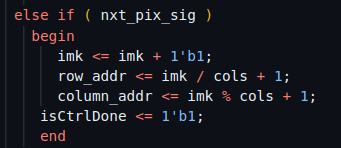 else if ( nxt_pix_sig )
begin
imk <= imk + 1'b1;
row_addr <= imk / cols + 1;
column_addr <= imk % cols + 1;
isCtrlDone <= 1'b1;
end